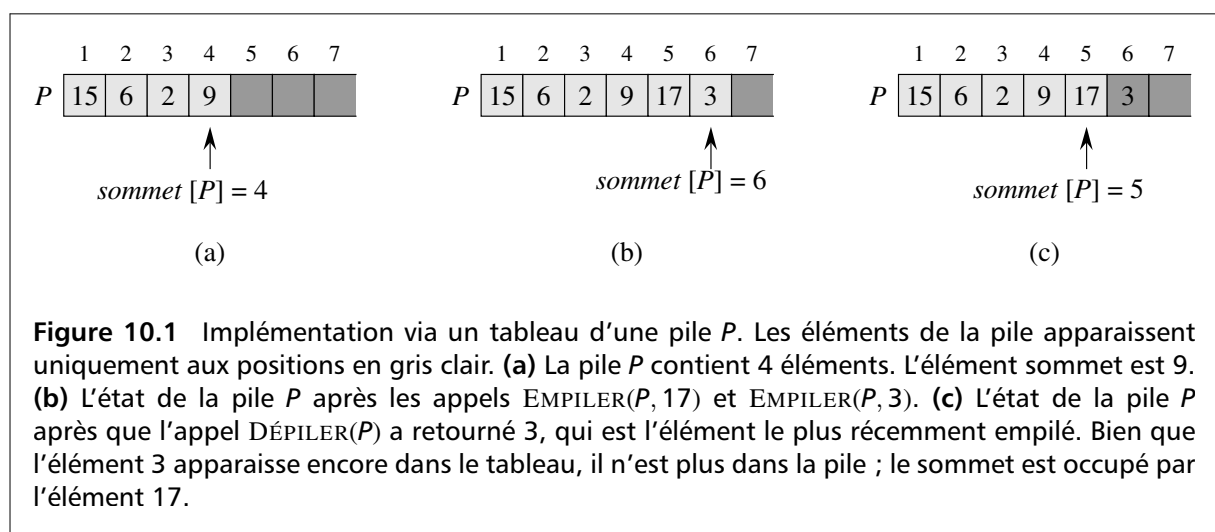 1 2 3 4 5 6 7
P 15 6 2 9
sommet [P] = 4
(a)
1 2 3 4 5 6 7
P 15 6 2 9 17 3
sommet [P] = 6
(b)
1 2 3 4 5 6 7
P 15 6 2 9 17 3
sommet [P] = 5
(c)
Figure 10.1 Implémentation via un tableau d'une pile P. Les éléments de la pile apparaissent
uniquement aux positions en gris clair. (a) La pile P contient 4 éléments. L'élément sommet est 9.
(b) L'état de la pile P après les appels EMPILER(P, 17) et EMPILER(P, 3). (c) L'état de la pile P
après que l'appel DÉPILER(P) a retourné 3, qui est l'élément le plus récemment empilé. Bien que
l'élément 3 apparaisse encore dans le tableau, il n'est plus dans la pile ; le sommet est occupé par
l'élément 17.